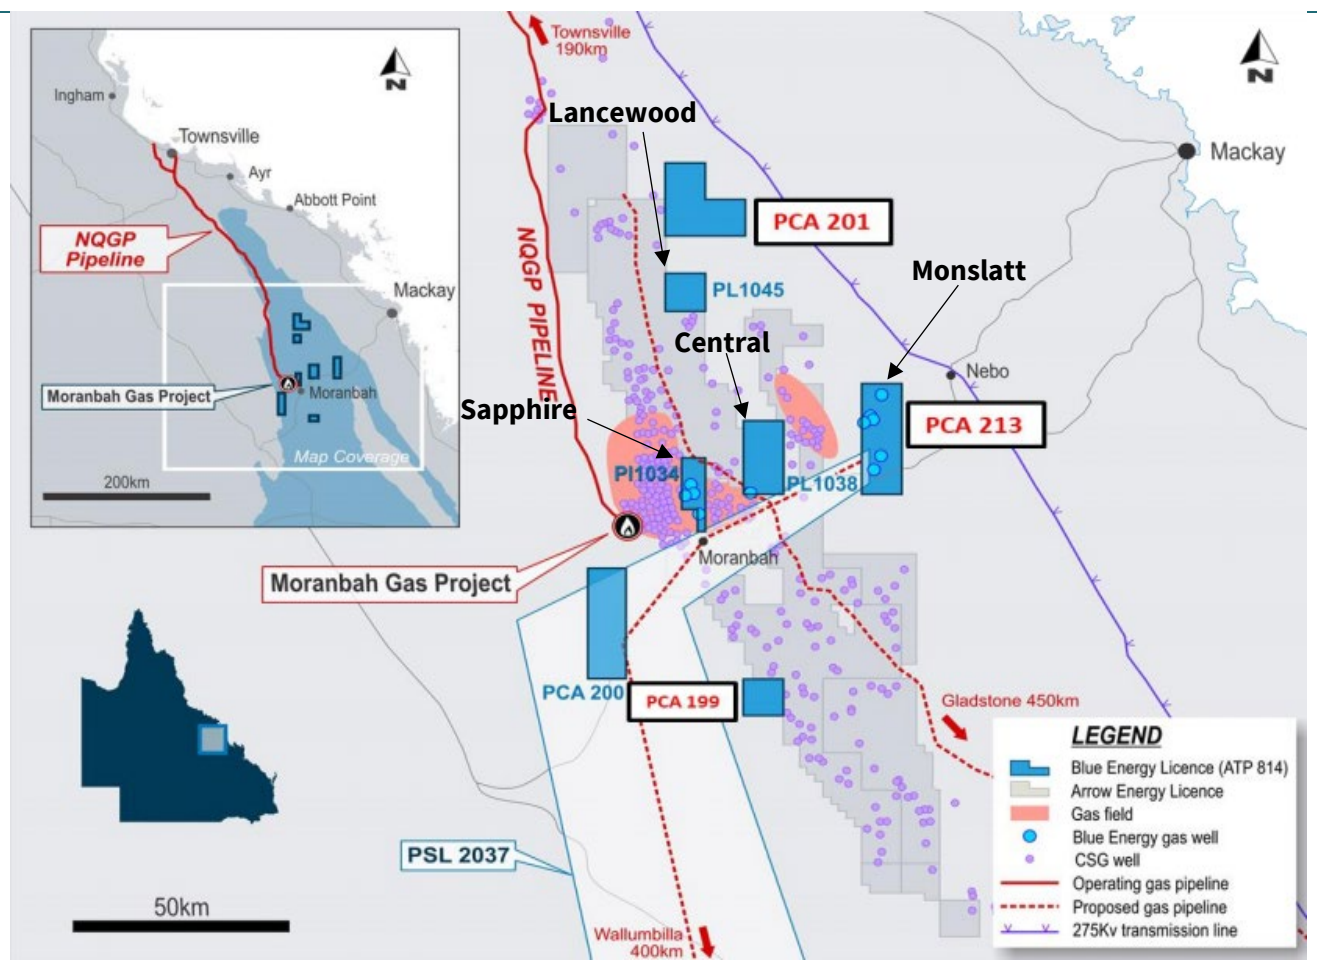 Ingham
Townsville
Ayr
Abbott Point
NQGP
Pipeline
Mackay
Moranbah Gas Project
Moranbah
Map Coverage
200km
N
Townsville
190km
N
Lancewood
Mackay
PCA 201
NQGP PIPELINE
Monslatt
PL1045
Central
Nebo
Sapphire
PCA 213
PI1034
PL1038
Moranbah
Moranbah Gas Project
PCA 200
PCA 199
Gladstone 450km
PSL 2037
50km
Wallumbilla
400km
LEGEND
Blue Energy Licence (ATP 814)
Arrow Energy Licence
Gas field
Blue Energy gas well
CSG well
Operating gas pipeline
Proposed gas pipeline
275Kv transmission line